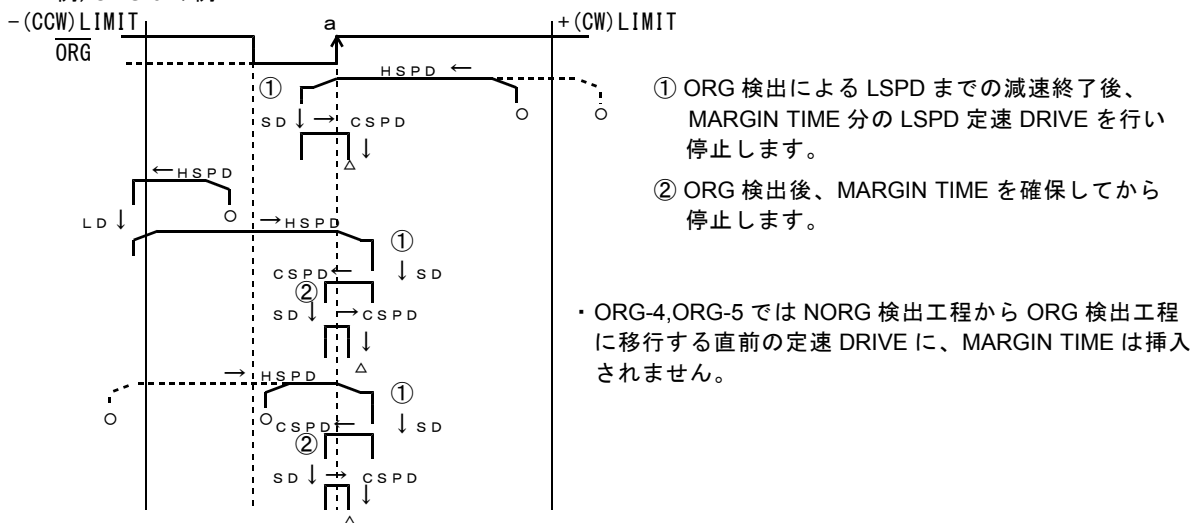 -(CCW)LIMIT
a
+(CW)LIMIT
ORG
HSPD ←
①
SD ↓ → CSPD
↓
△
○
○
←HSPD
○
LD ↓
→HSPD
①
↓ SD
CSPD←
②
SD ↓ →CSPD
↓
△
→ HSPD
①
○
○
CSPD←
↓ SD
②
SD ↓ → CSPD
↓
△
① ORG 検出による LSPD までの減速終了後、
MARGIN TIME 分の LSPD 定速 DRIVE を行い
停止します。
② ORG 検出後、MARGIN TIME を確保してから
停止します。
・ORG-4,ORG-5 では NORG 検出工程から ORG 検出工程
に移行する直前の定速 DRIVE に、MARGIN TIME は挿入
されません。